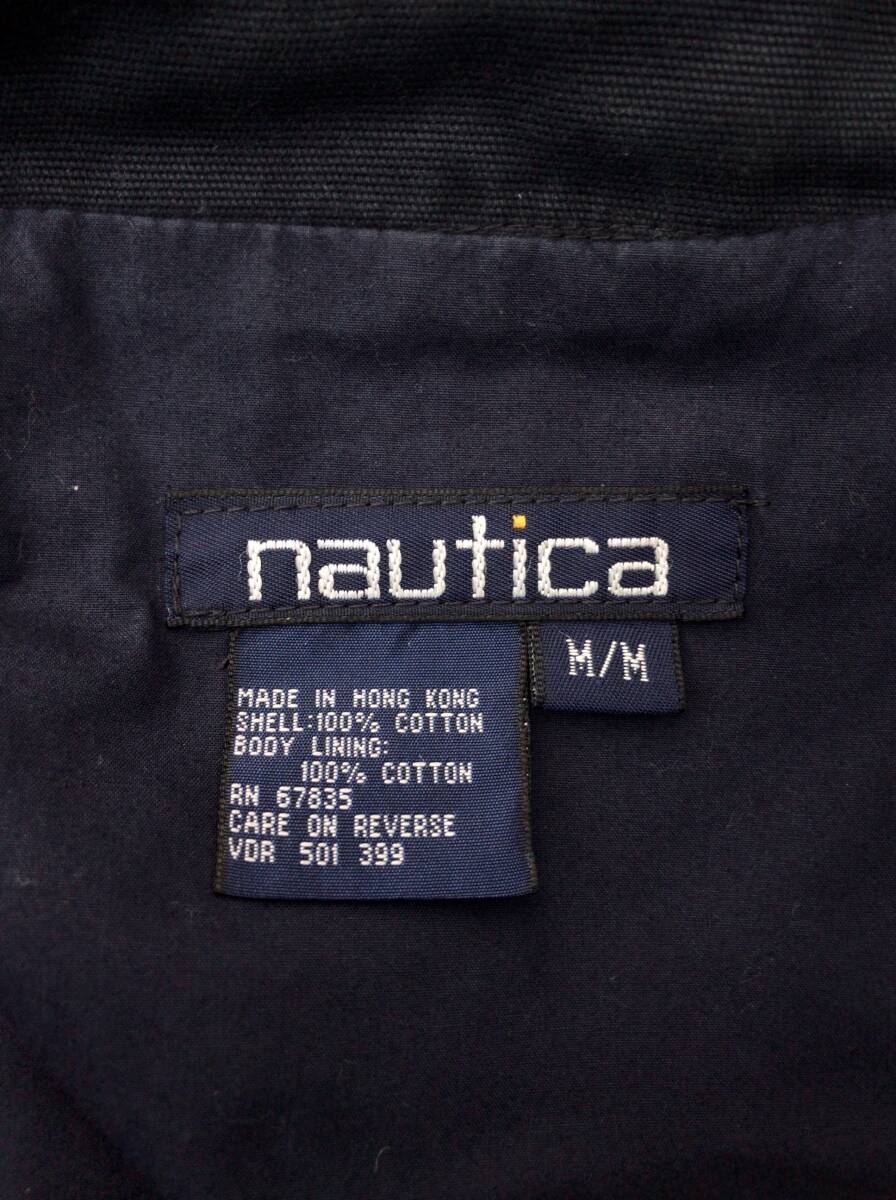 nautica
M/M
MADE IN HONG KONG
SHELL:100% COTTON
BODY LINING:
100% COTTON
RN 67835
CARE ON REVERSE
VDR 501 399